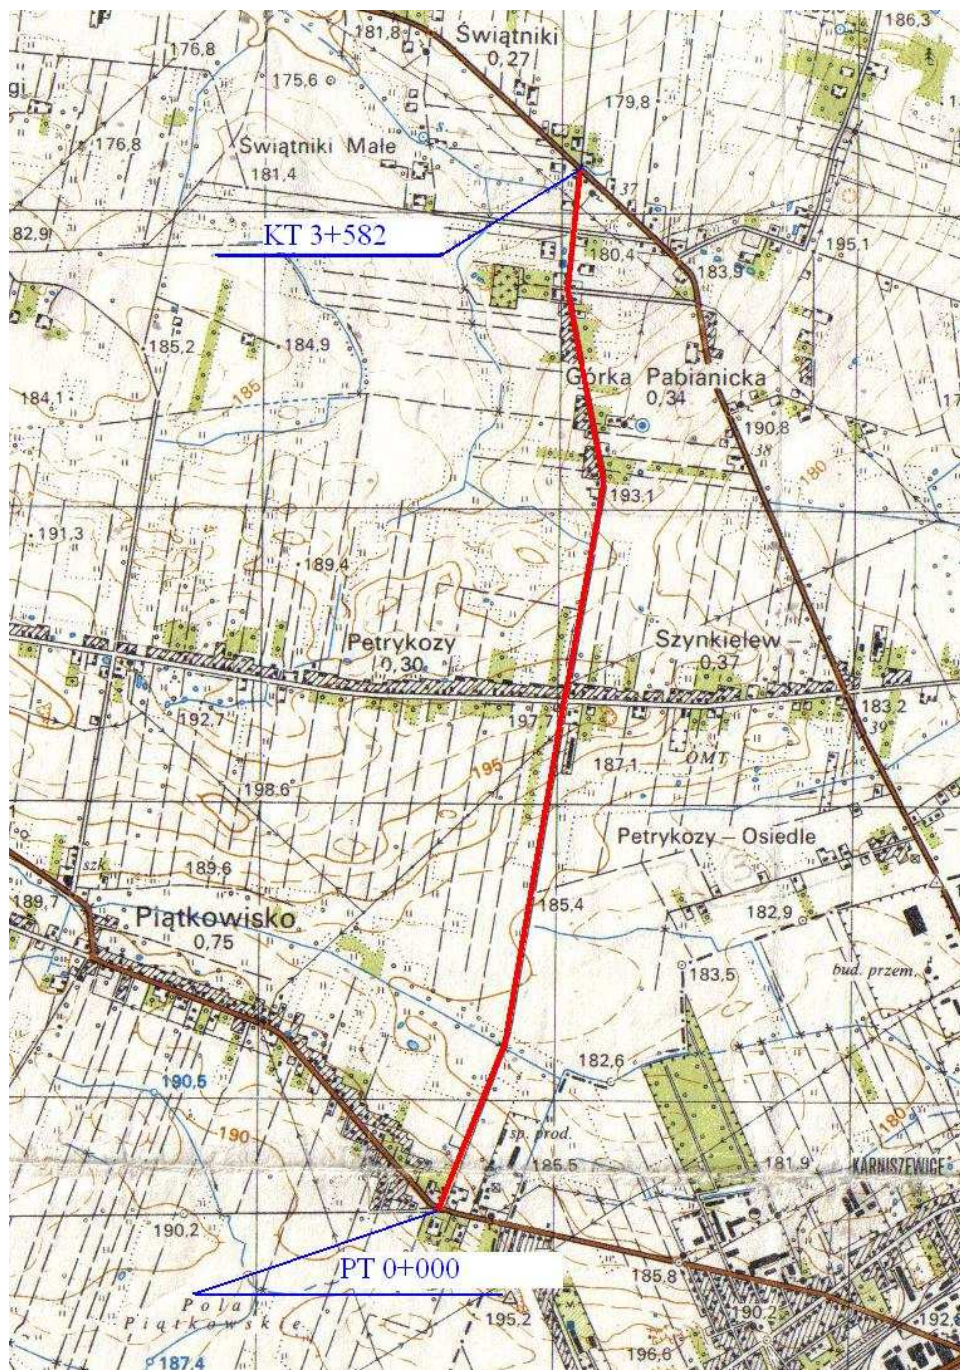 186,3
181,8
Świątniki
0,27
176,8
175,6
179,8
gi
176,8
Świątniki Małe
s.
181,4
37
82,9
KT 3+582
180,4
195,1
183,9
185,2
184,9
185
Górka Pabianicka
0,34
184,1
190,8
38
180
193,1
191,3
189,4
Petrykozy
0,30
Szynkielew –
0,37
192,7
197,7
183,2
39
195
187,1
OMT
198,6
Petrykozy – Osiedle
szk.
189,6
189,7
185,4
182,9
Piątkowisko
0,75
183,5
bud. przem.
182,6
190,5
190
180
sp. prod.
185,5
181,9
KARNISZEWICE
190,2
PT 0+000
185,8
Pola
Piątkowskie
195,2
190,2
192,
196,6
187,4